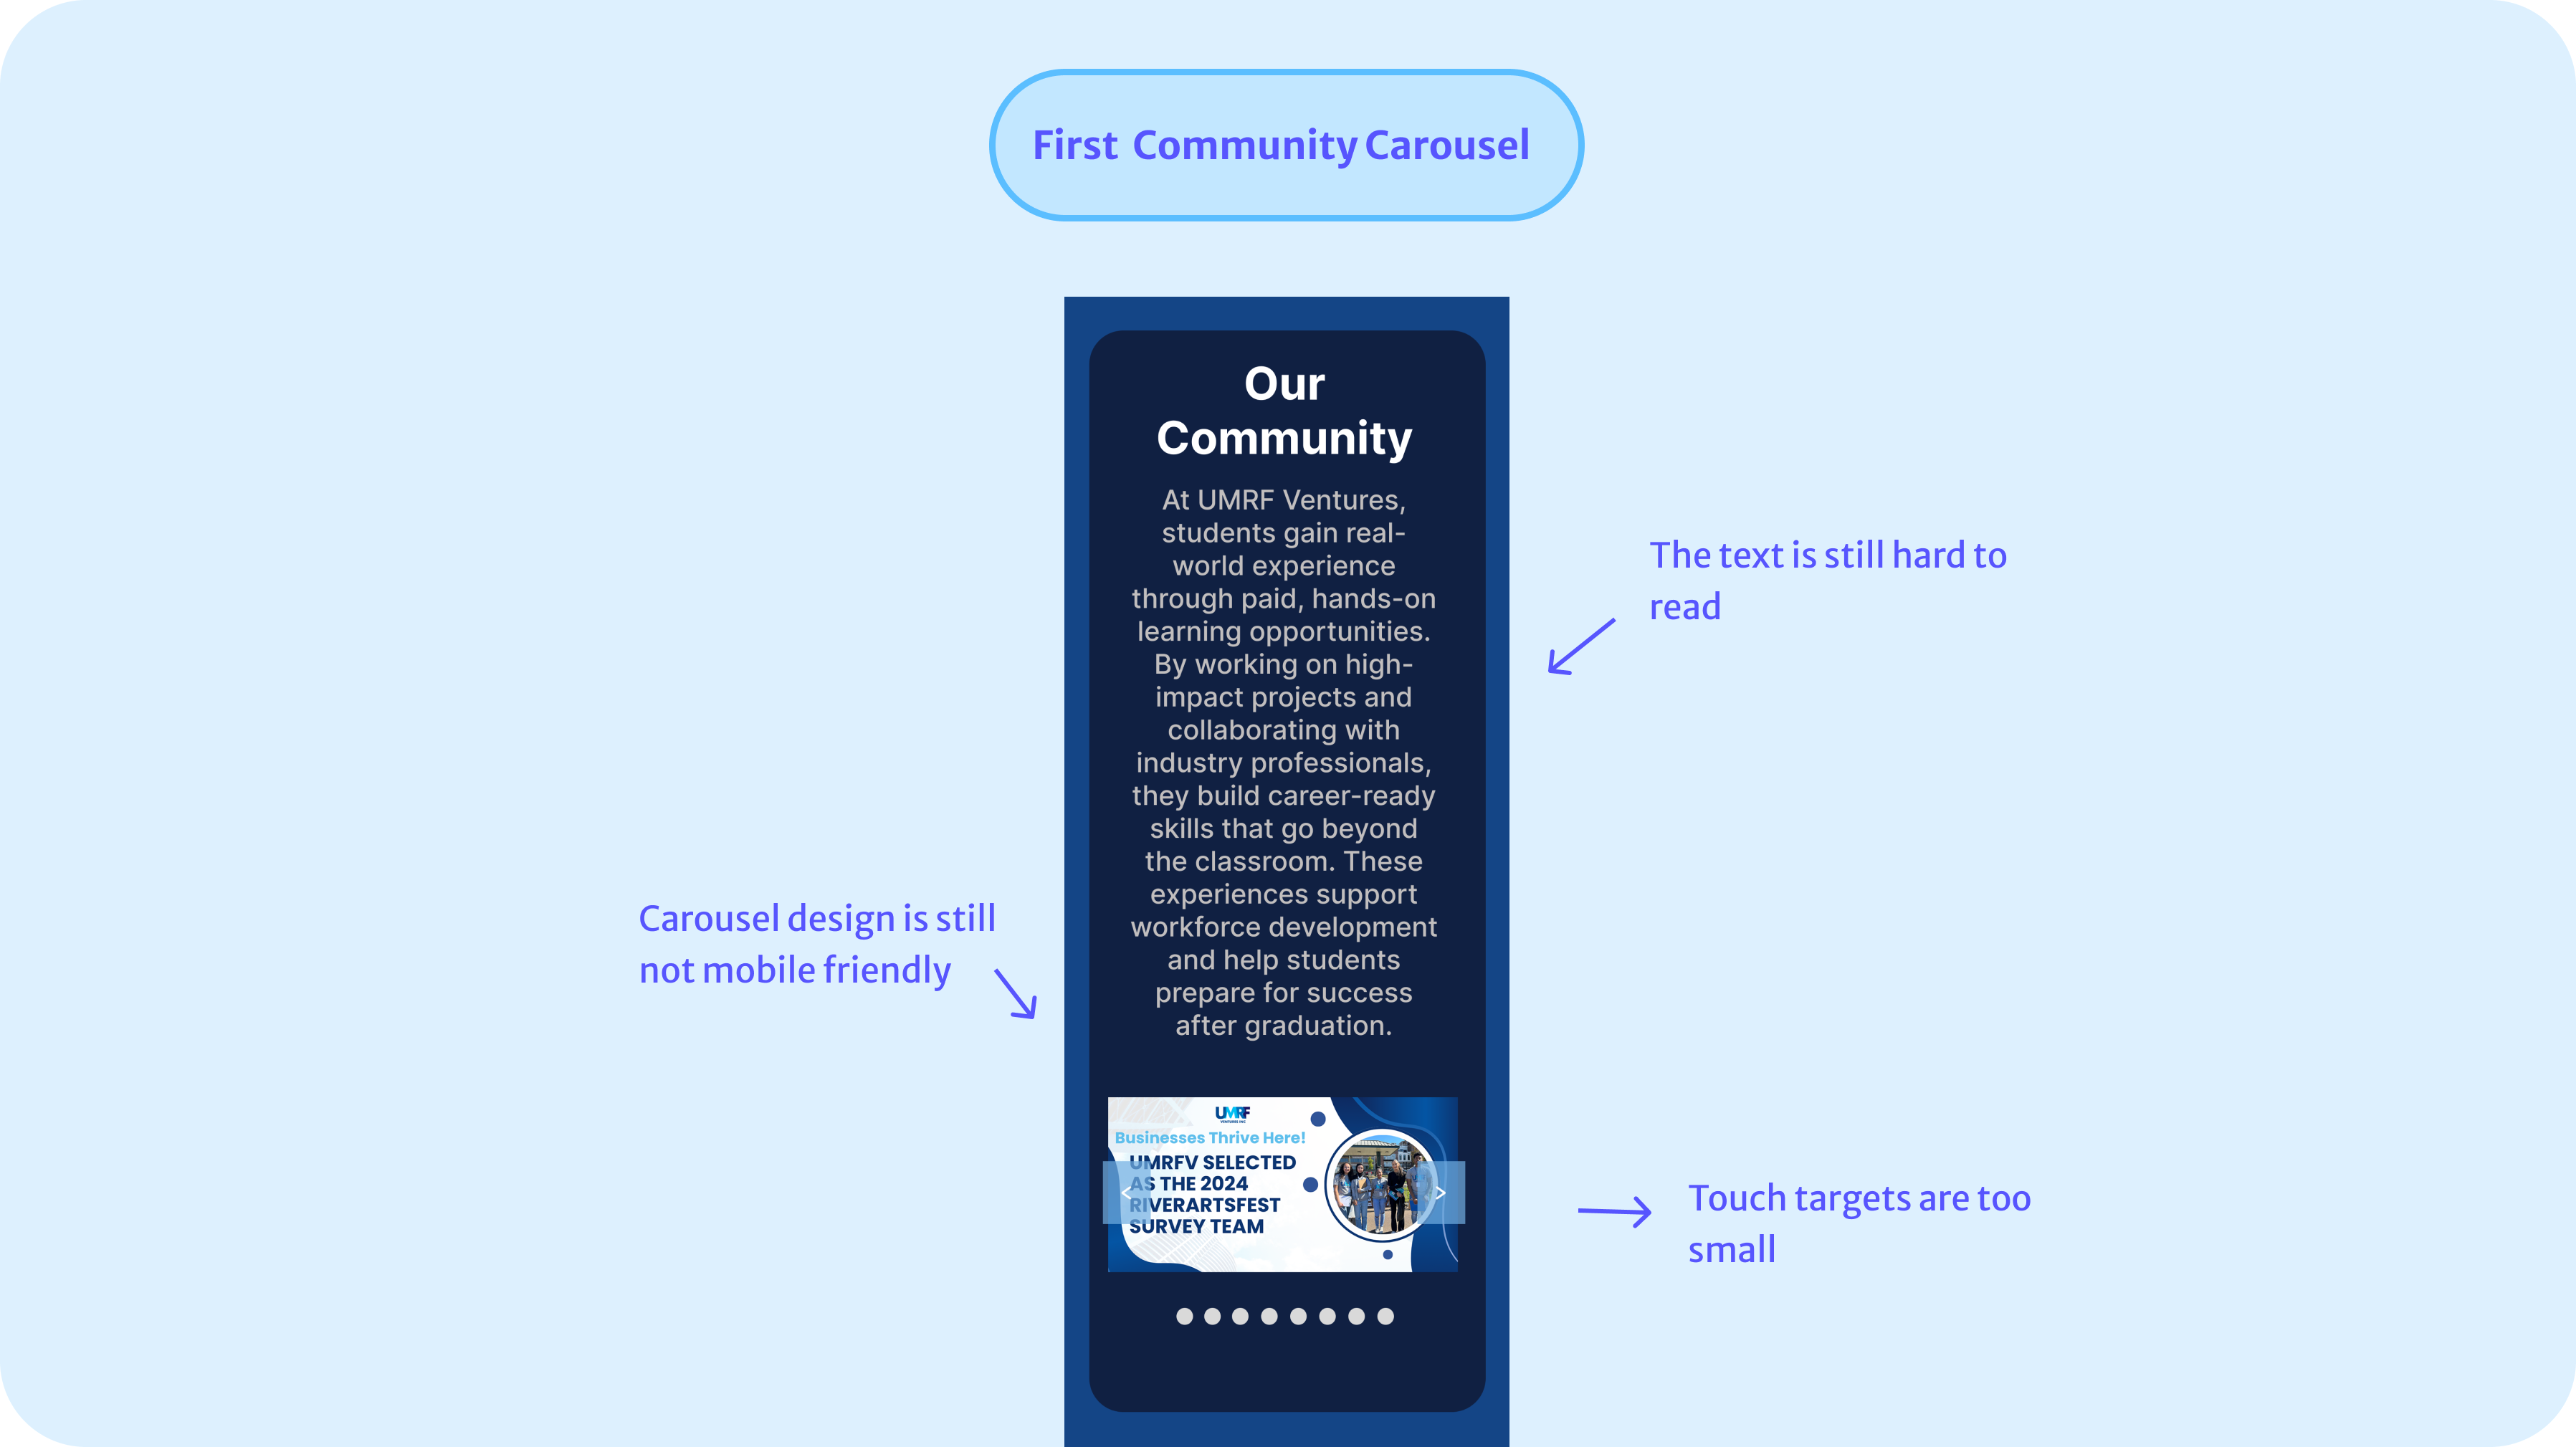 First Community Carousel
Our
Community
At UMRF Ventures,
students gain real-
world experience
through paid, hands-on
learning opportunities.
By working on high-
impact projects and
collaborating with
industry professionals,
they build career-ready
skills that go beyond
the classroom. These
experiences support
workforce development
and help students
prepare for success
after graduation.
The text is still hard to
read
Carousel design is still
not mobile friendly
UMRF
VENTURES INC
Businesses Thrive Here!
UMRFV SELECTED
AS THE 2024
RIVERARTSFEST
SURVEY TEAM
Touch targets are too
small